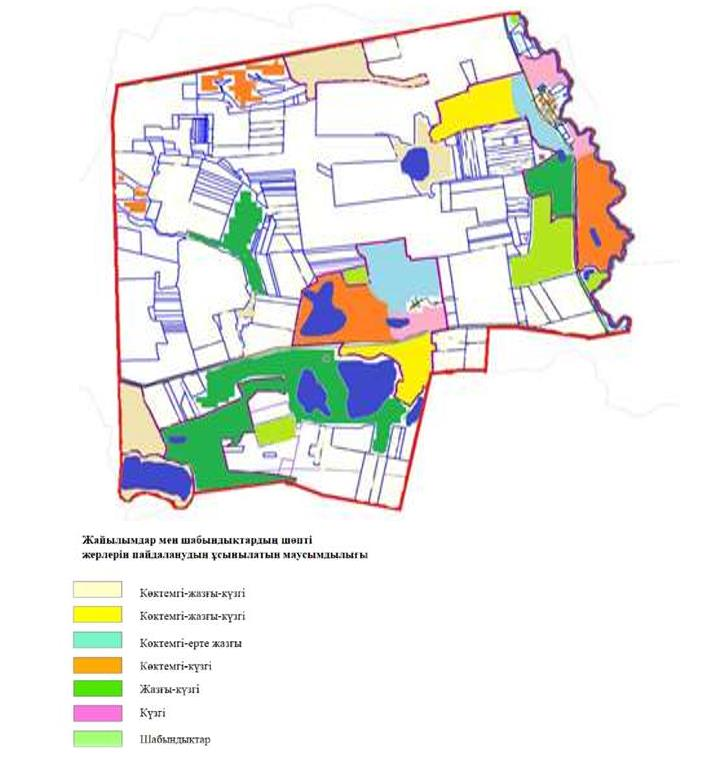 Жайылымдар мен шабындықтардың шөпті
жерлерін пайдаланудың ұсынылатын маусымдылығы
Көктемгі-жазғы-күзгі
Көктемгі-жазғы-күзгі
Көктемгі-ерте жазғы
Көктемгі-күзгі
Жазғы-күзгі
Күзгі
Шабындықтар